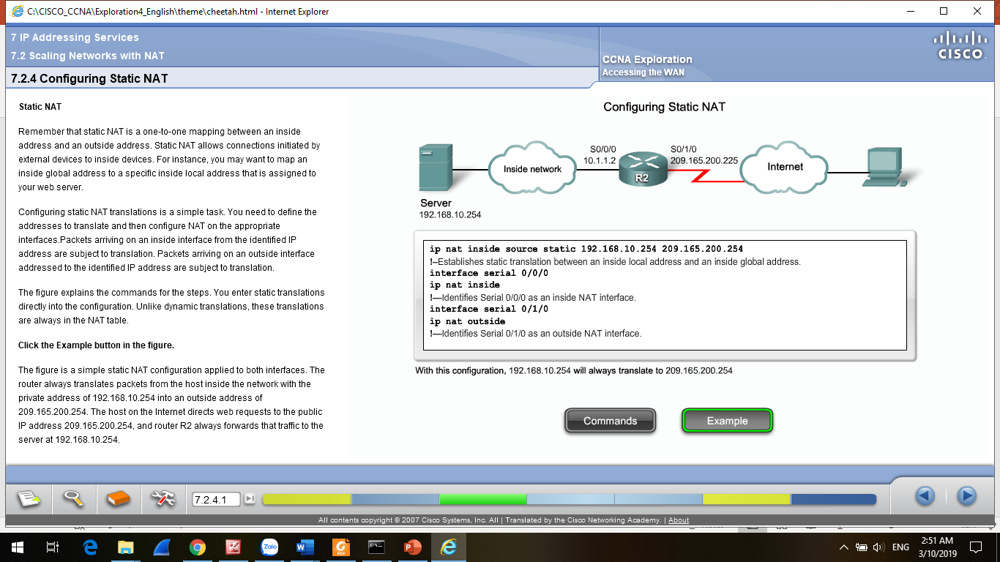 C:\CISCO_CCNA\Exploration4_English\theme\cheetah.html - Internet Explorer
7 IP Addressing Services
7.2 Scaling Networks with NAT
7.2.4 Configuring Static NAT
CCNA Exploration
Accessing the WAN
CISCO
Static NAT
Remember that static NAT is a one-to-one mapping between an inside
address and an outside address. Static NAT allows connections initiated by
external devices to inside devices. For instance, you may want to map an
inside global address to a specific inside local address that is assigned to
your web server.
Configuring static NAT translations is a simple task. You need to define the
addresses to translate and then configure NAT on the appropriate
interfaces.Packets arriving on an inside interface from the identified IP
address are subject to translation. Packets arriving on an outside interface
addressed to the identified IP address are subject to translation.
The figure explains the commands for the steps. You enter static translations
directly into the configuration. Unlike dynamic translations, these translations
are always in the NAT table.
Click the Example button in the figure.
The figure is a simple static NAT configuration applied to both interfaces. The
router always translates packets from the host inside the network with the
private address of 192.168.10.254 into an outside address of
209.165.200.254. The host on the Internet directs web requests to the public
IP address 209.165.200.254, and router R2 always forwards that traffic to the
server at 192.168.10.254.
Configuring Static NAT
S0/0/0
10.1.1.2
S0/1/0
209.165.200.225
Inside network
R2
Internet
Server
192.168.10.254
ip nat inside source static 192.168.10.254 209.165.200.254
!–Establishes static translation between an inside local address and an inside global address.
interface serial 0/0/0
ip nat inside
!—Identifies Serial 0/0/0 as an inside NAT interface.
interface serial 0/1/0
ip nat outside
!—Identifies Serial 0/1/0 as an outside NAT interface.
With this configuration, 192.168.10.254 will always translate to 209.165.200.254
Commands
Example
7.2.4.1
All contents copyright © 2007 Cisco Systems, Inc. All | Translated by the Cisco Networking Academy. | About
Zalo
PDF
ENG
2:51 AM
3/10/2019